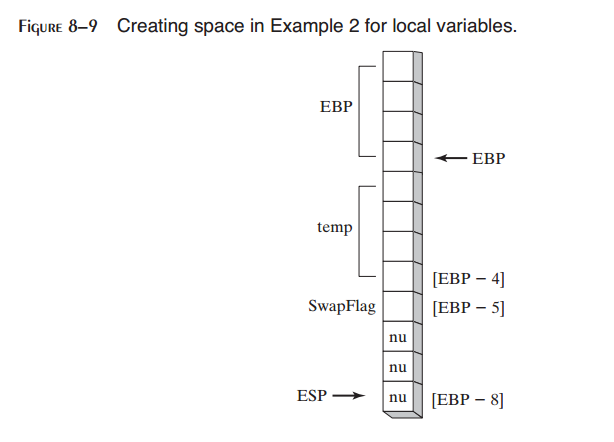 FIGURE 8–9 Creating space in Example 2 for local variables.
EBP
EBP
temp
[EBP – 4]
SwapFlag
[EBP – 5]
nu
nu
ESP
nu
[EBP – 8]